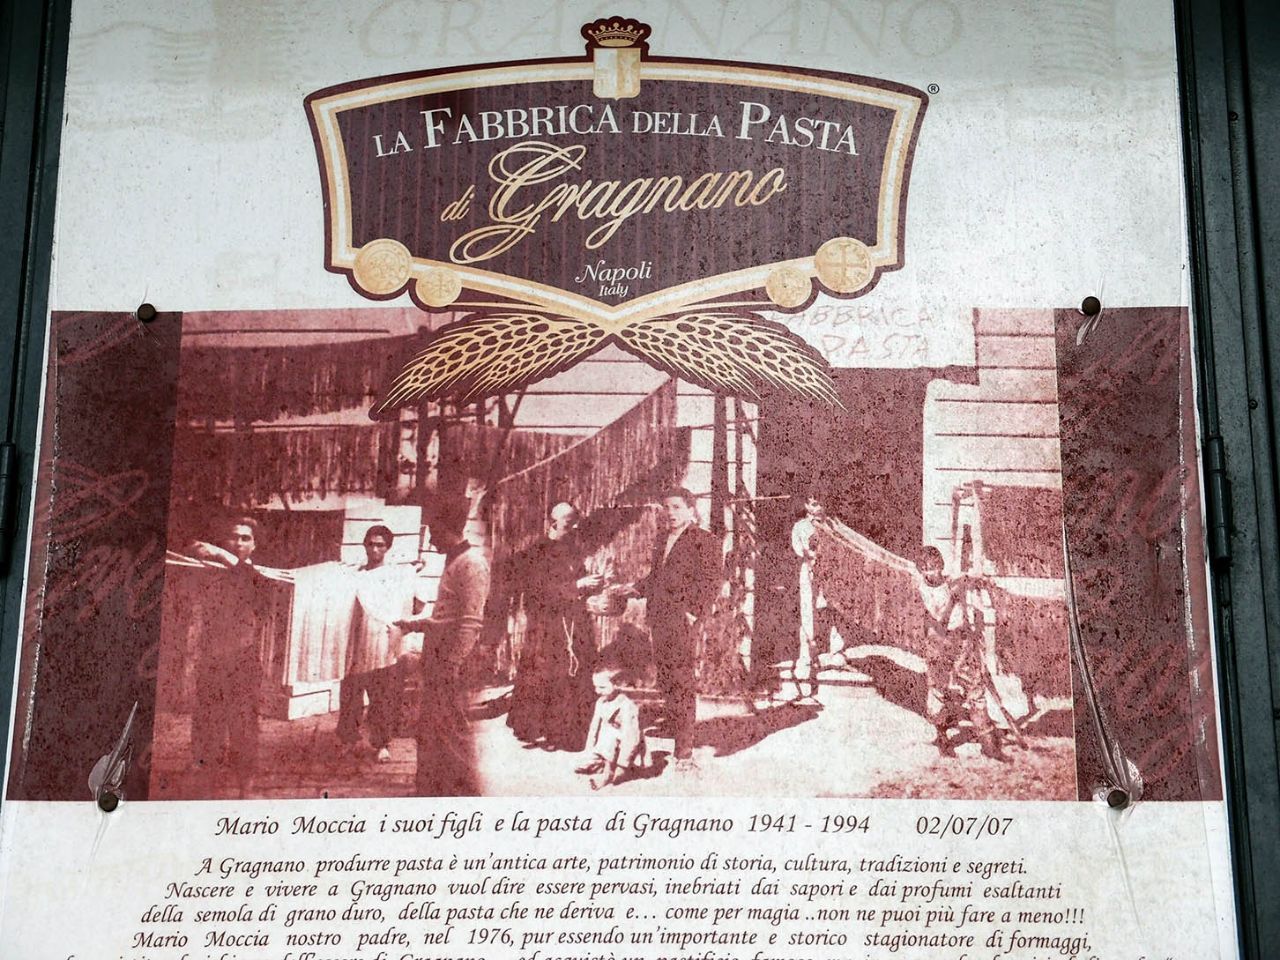 GRAGNANO
LA FABBRICA DELLA PASTA
di Gragnano
®
Napoli
Italy
FABBRICA
PASTA
Mario Moccia i suoi figli e la pasta di Gragnano 1941 - 1994 02/07/07
A Gragnano produrre pasta è un'antica arte, patrimonio di storia, cultura, tradizioni e segreti.
Nascere e vivere a Gragnano vuol dire essere pervasi, inebriati dai sapori e dai profumi esaltanti
della semola di grano duro, della pasta che ne deriva e... come per magia ..non ne puoi più fare a meno!!!
Mario Moccia nostro padre, nel 1976, pur essendo un'importante e storico stagionatore di formaggi,